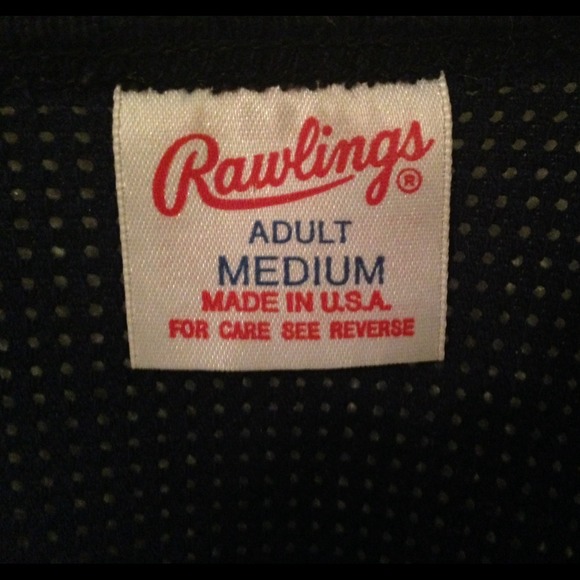 Rawlings®
ADULT
MEDIUM
MADE IN U.S.A.
FOR CARE SEE REVERSE